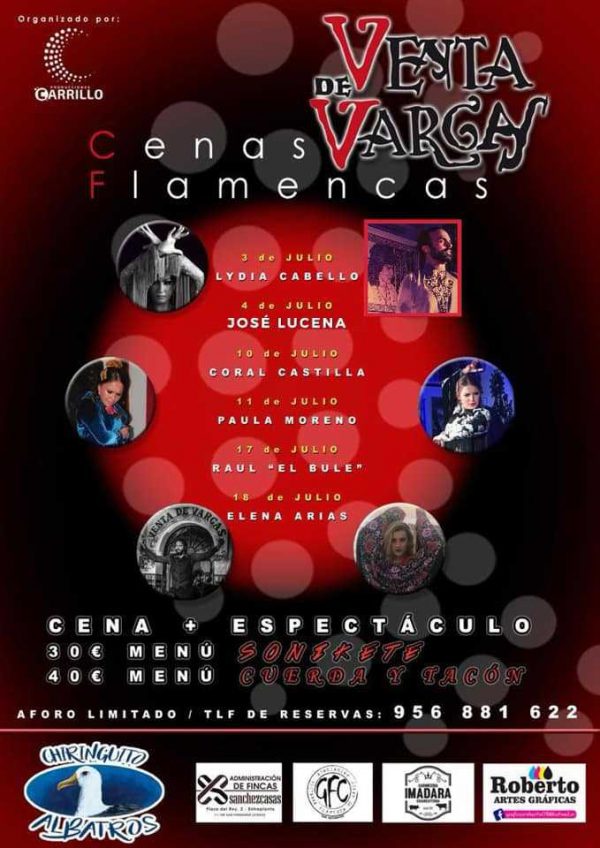 Organizado por:
PRODUCCIONES
CARRILLO
VENTA
DE
VARGAS
Cenas
Flamencas
3 de JULIO
LYDIA CABELLO
4 de JULIO
JOSÉ LUCENA
10 de JULIO
CORAL CASTILLA
11 de JULIO
PAULA MORENO
17 de JULIO
RAUL "EL BULE"
18 de JULIO
ELENA ARIAS
VENTA DE VARGAS
CENA + ESPECTÁCULO
30€ MENÚ SONIKETE
40€ MENÚ CUERDA Y TACÓN
AFORO LIMITADO / TLF DE RESERVAS: 956 881 622
CHIRINGUITO
ALBATROS
ADMINISTRACIÓN
DE FINCAS
sanchezcasas
GFC
IMADARA
Roberto
ARTES GRÁFICAS